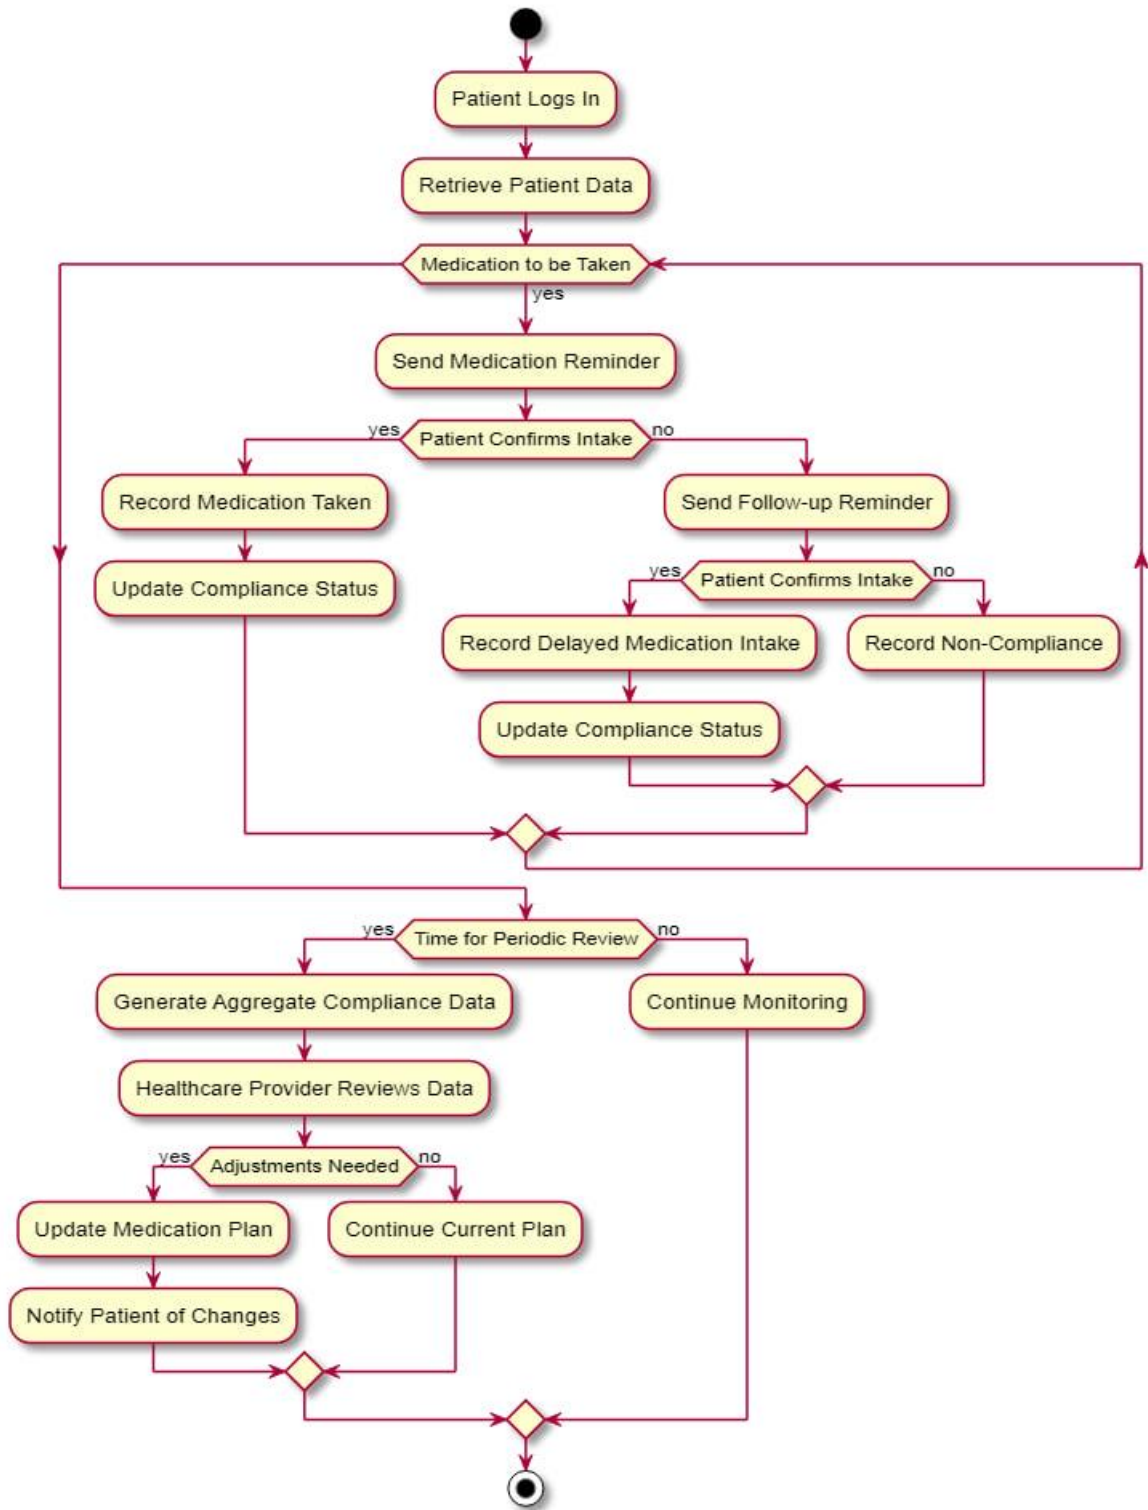 Patient Logs In
Retrieve Patient Data
Medication to be Taken
yes
Send Medication Reminder
yes
Patient Confirms Intake
no
Record Medication Taken
Send Follow-up Reminder
Update Compliance Status
yes
Patient Confirms Intake
no
Record Delayed Medication Intake
Record Non-Compliance
Update Compliance Status
yes
Time for Periodic Review
no
Generate Aggregate Compliance Data
Continue Monitoring
Healthcare Provider Reviews Data
yes
Adjustments Needed
no
Update Medication Plan
Continue Current Plan
Notify Patient of Changes